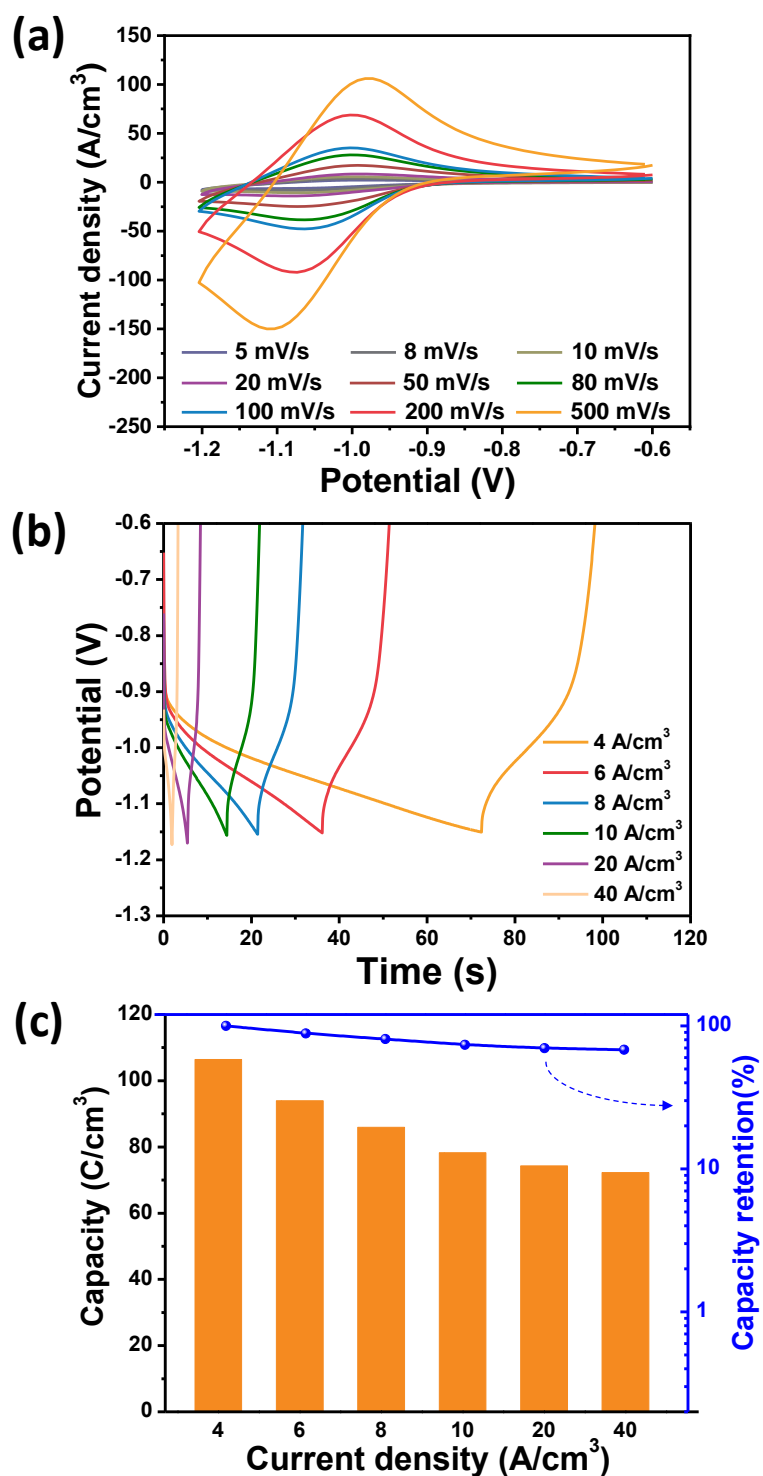 (a)
150
100
50
0
-50
-100
-150
-200
-250
Current density (A/cm³)
5 mV/s 8 mV/s 10 mV/s
20 mV/s 50 mV/s 80 mV/s
100 mV/s 200 mV/s 500 mV/s
-1.2 -1.1 -1.0 -0.9 -0.8 -0.7 -0.6
Potential (V)
(b)
-0.6
-0.7
-0.8
-0.9
-1.0
-1.1
-1.2
-1.3
Potential (V)
4 A/cm³
6 A/cm³
8 A/cm³
10 A/cm³
20 A/cm³
40 A/cm³
0 20 40 60 80 100 120
Time (s)
(c)
120
100
80
60
40
20
0
Capacity (C/cm³)
100
10
1
Capacity retention(%)
4 6 8 10 20 40
Current density (A/cm³)